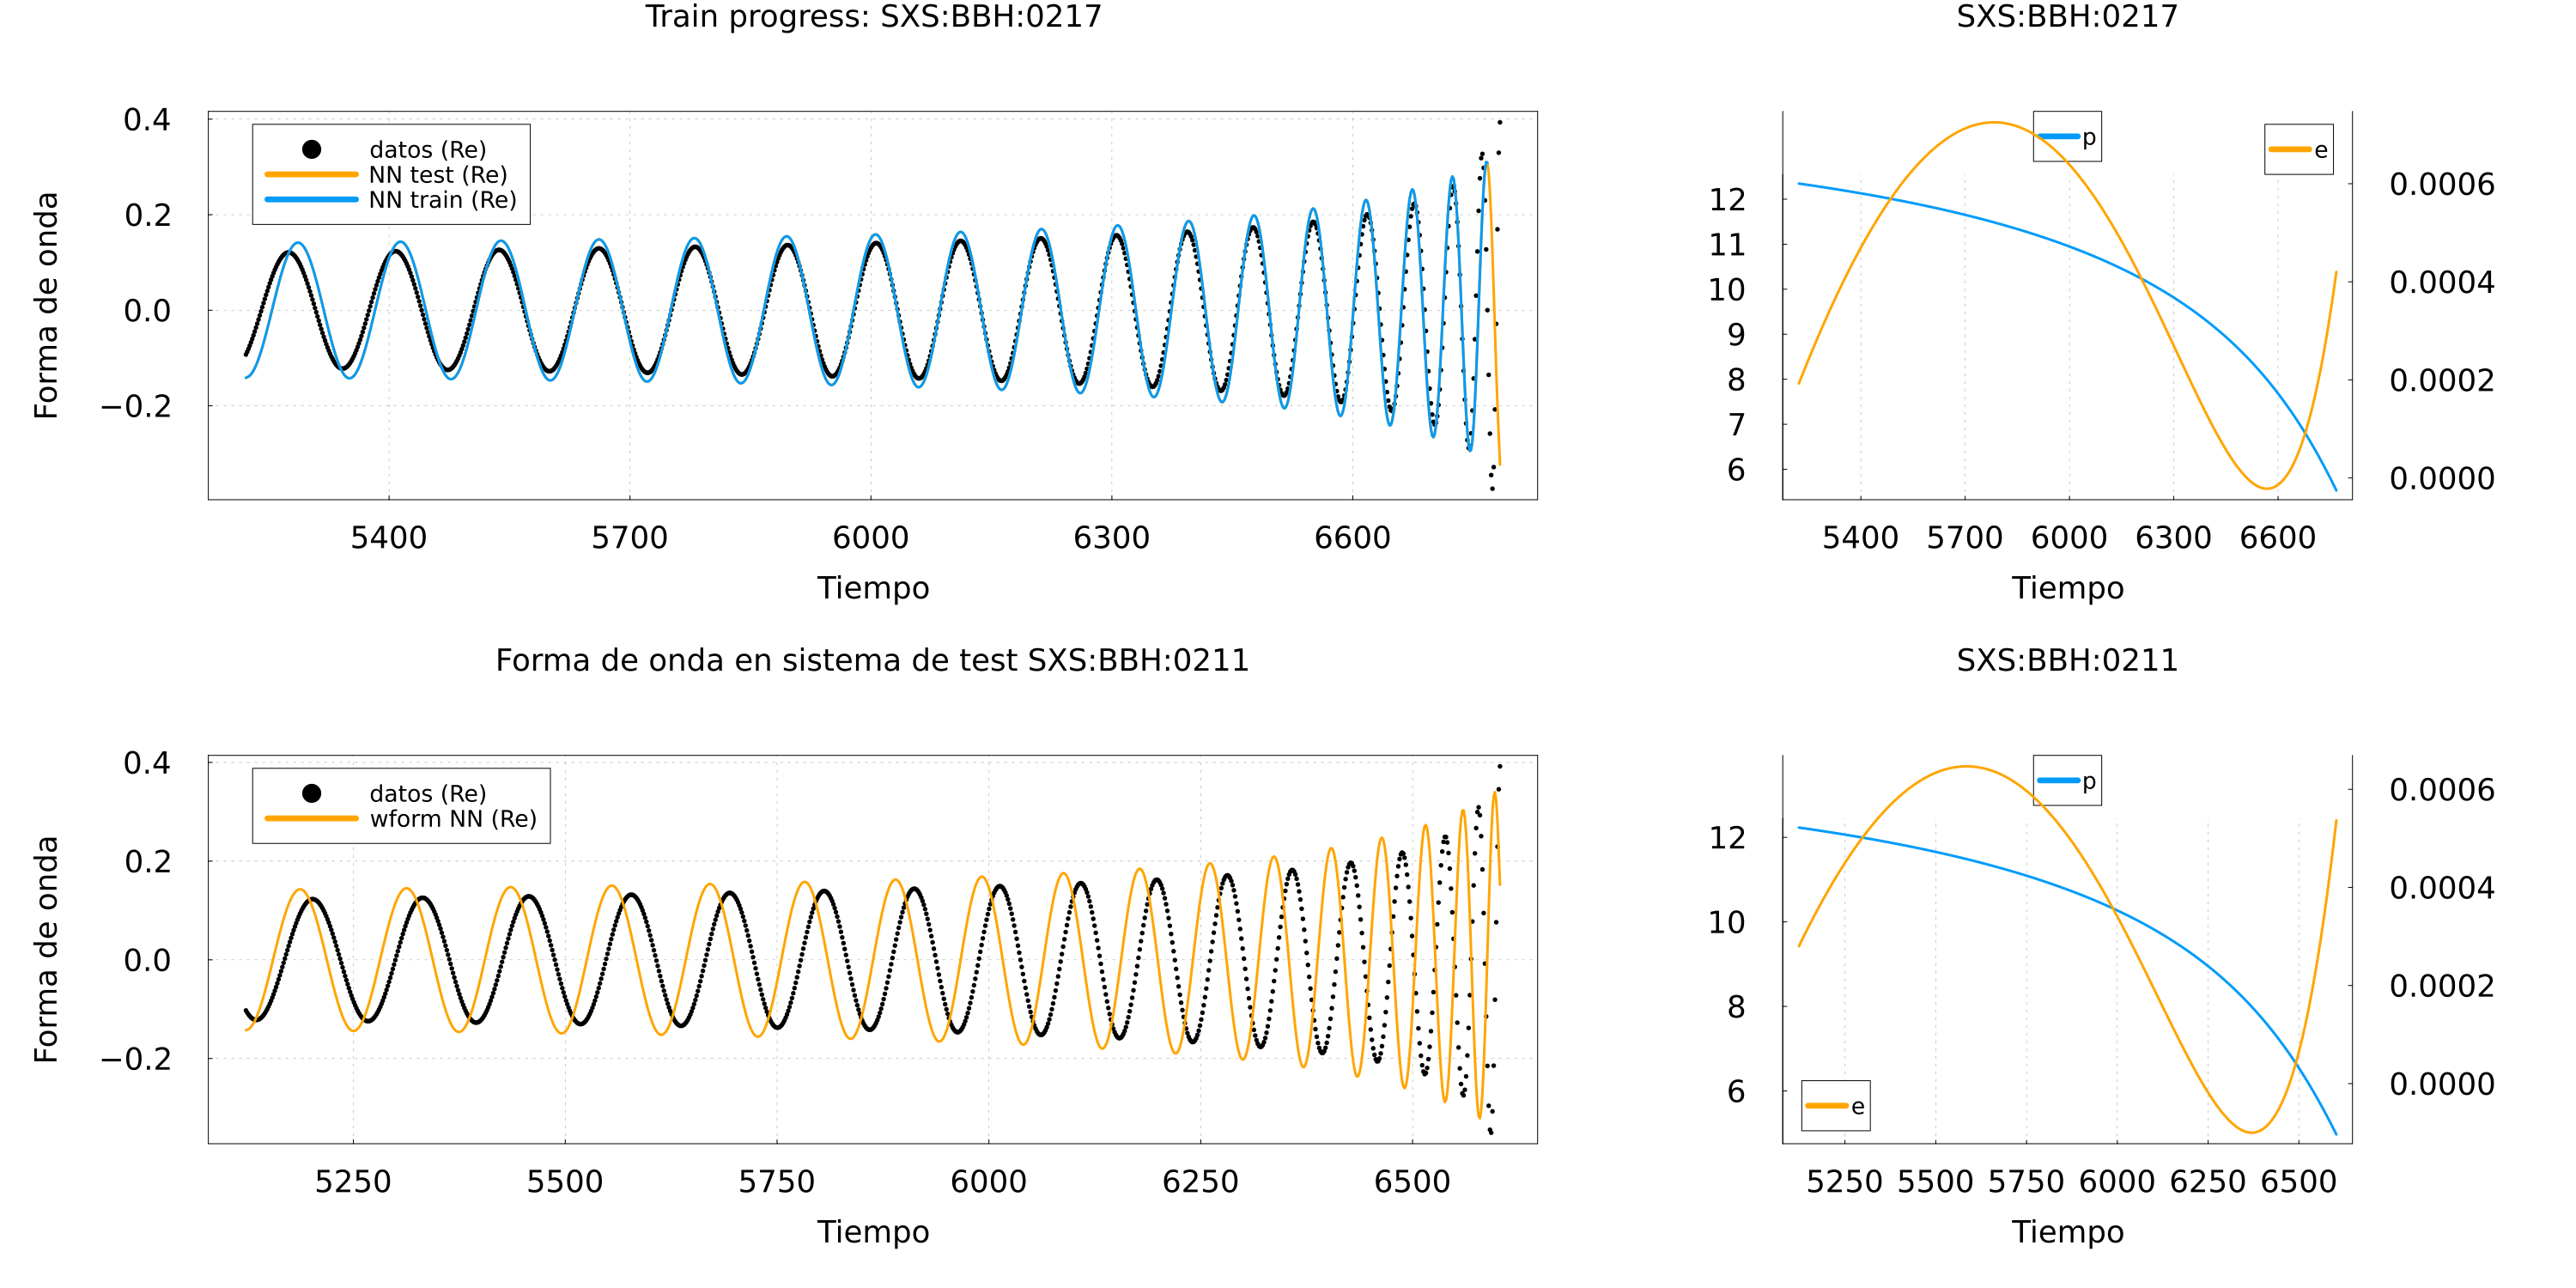 Train progress: SXS:BBH:0217
Forma de onda
0.4
0.2
0.0
−0.2
datos (Re)
NN test (Re)
NN train (Re)
5400 5700 6000 6300 6600
Tiempo
SXS:BBH:0217
12
11
10
9
8
7
6
p
e
0.0006
0.0004
0.0002
0.0000
5400 5700 6000 6300 6600
Tiempo
Forma de onda en sistema de test SXS:BBH:0211
Forma de onda
0.4
0.2
0.0
−0.2
datos (Re)
wform NN (Re)
5250 5500 5750 6000 6250 6500
Tiempo
SXS:BBH:0211
12
10
8
6
p
e
0.0006
0.0004
0.0002
0.0000
5250 5500 5750 6000 6250 6500
Tiempo